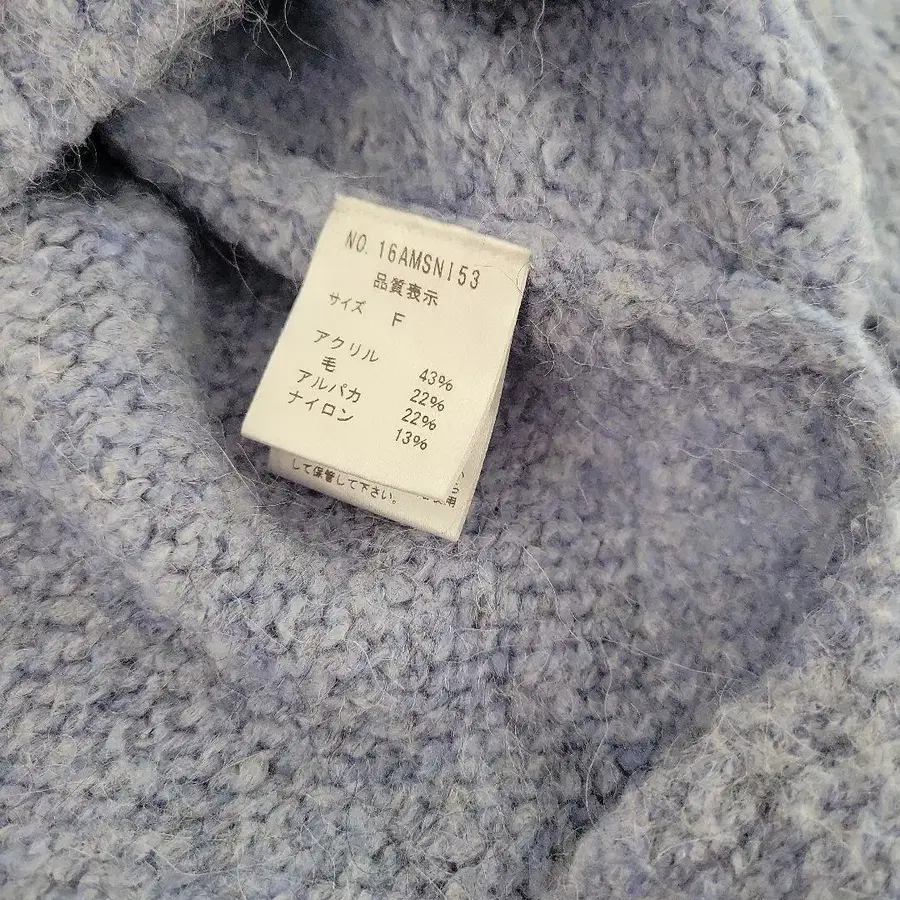 NO. 16AMSNI53
品質表示
サイズ F
アクリル 43%
毛 22%
アルパカ 22%
ナイロン 13%
して保管して下さい。